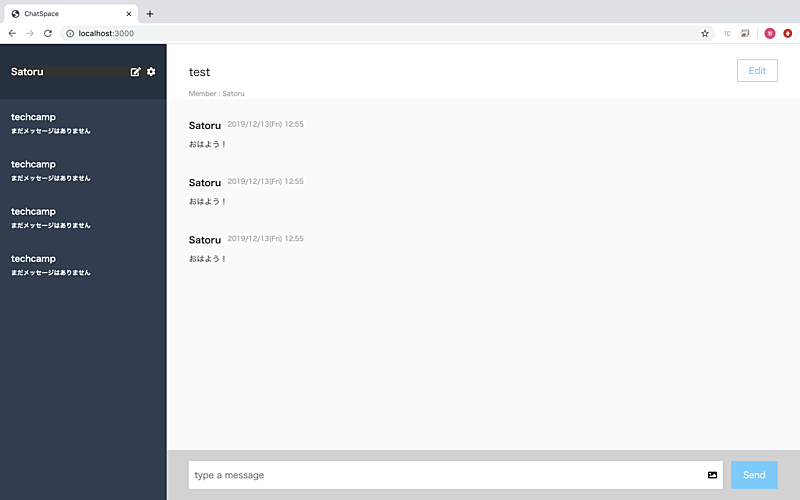 ChatSpace
localhost:3000
Satoru
techcamp
まだメッセージはありません
techcamp
まだメッセージはありません
techcamp
まだメッセージはありません
techcamp
まだメッセージはありません
test
Edit
Member : Satoru
Satoru 2019/12/13(Fri) 12:55
おはよう！
Satoru 2019/12/13(Fri) 12:55
おはよう！
Satoru 2019/12/13(Fri) 12:55
おはよう！
type a message
Send